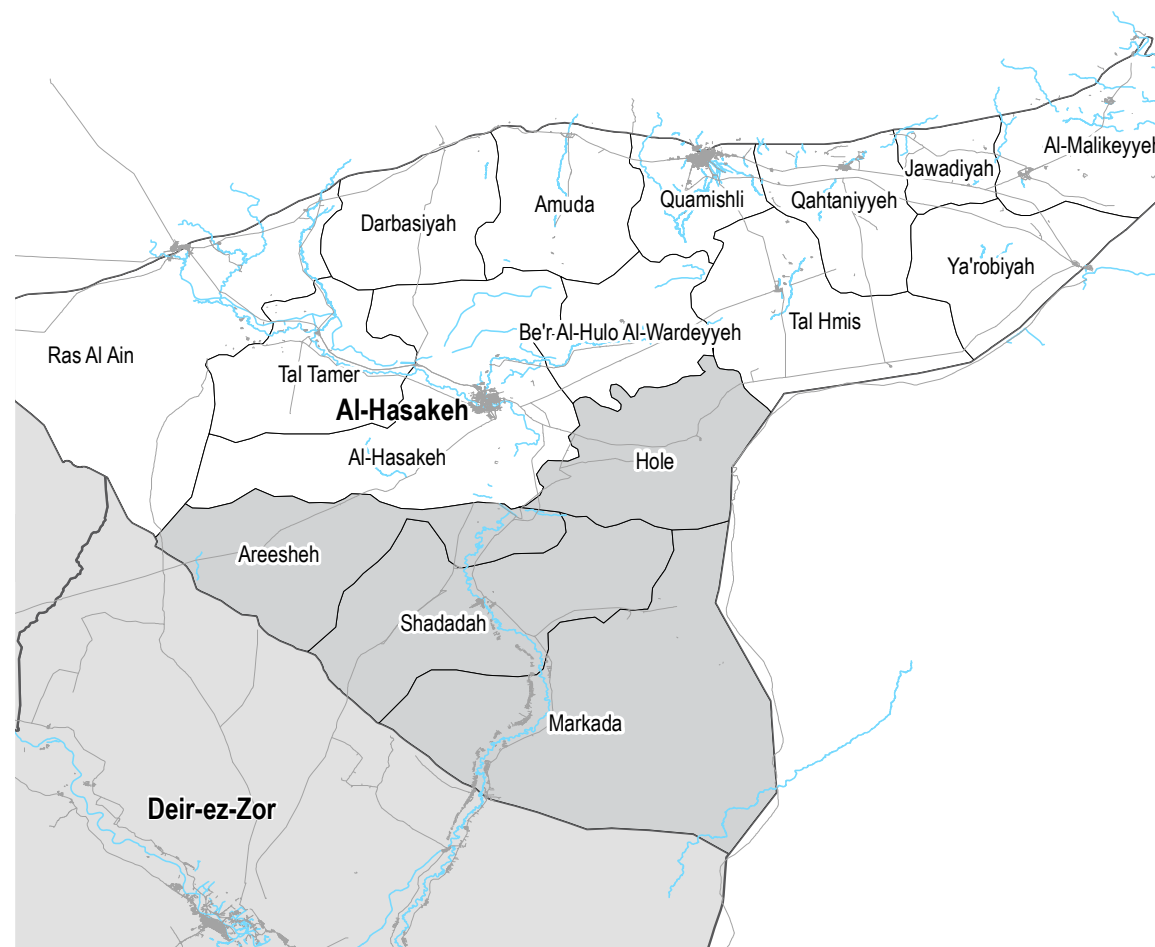 Al-Malikeyyeh
Jawadiyah
Quamishli
Qahtaniyyeh
Amuda
Darbasiyah
Ya'robiyah
Tal Hmis
Be'r Al-Hulo Al-Wardeyyeh
Ras Al Ain
Tal Tamer
Al-Hasakeh
Al-Hasakeh
Hole
Areesheh
Shadadah
Markada
Deir-ez-Zor